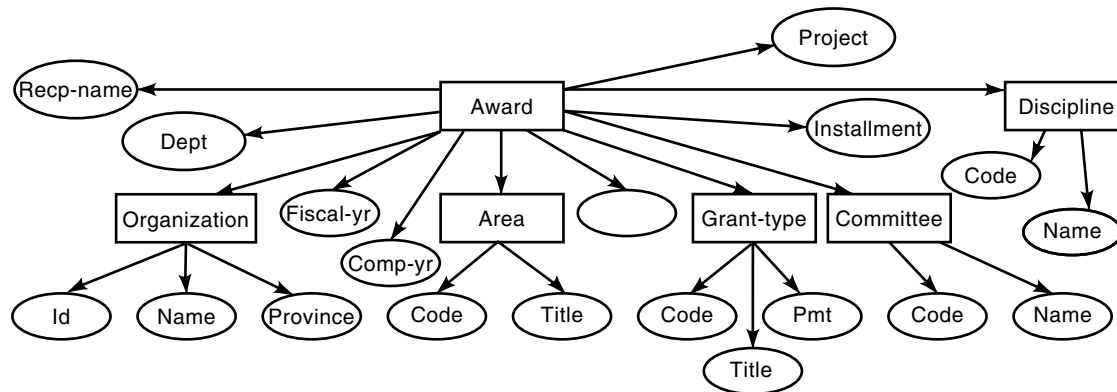 Project
Recp-name
Award
Discipline
Dept
Installment
Code
Organization
Fiscal-yr
Area
Grant-type
Committee
Name
Comp-yr
Id
Name
Province
Code
Title
Code
Pmt
Code
Name
Title